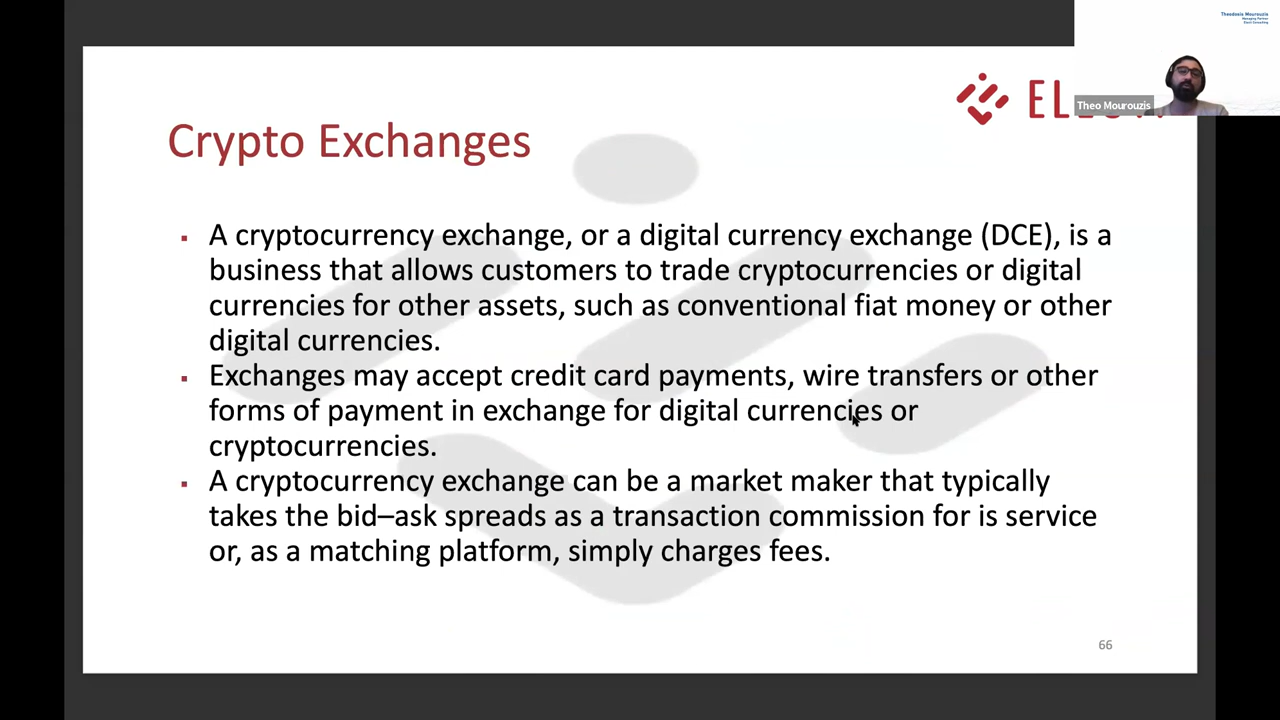 Theodosis Mourouzis
Managing Partner
Theo Mourouzis
Crypto Exchanges
▪ A cryptocurrency exchange, or a digital currency exchange (DCE), is a
business that allows customers to trade cryptocurrencies or digital
currencies for other assets, such as conventional fiat money or other
digital currencies.
▪ Exchanges may accept credit card payments, wire transfers or other
forms of payment in exchange for digital currencies or
cryptocurrencies.
▪ A cryptocurrency exchange can be a market maker that typically
takes the bid–ask spreads as a transaction commission for is service
or, as a matching platform, simply charges fees.
66